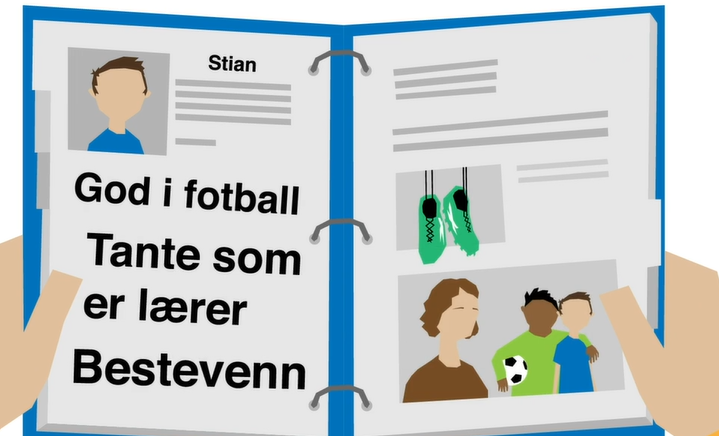 Stian
God i fotball
Tante som
er lærer
Bestevenn